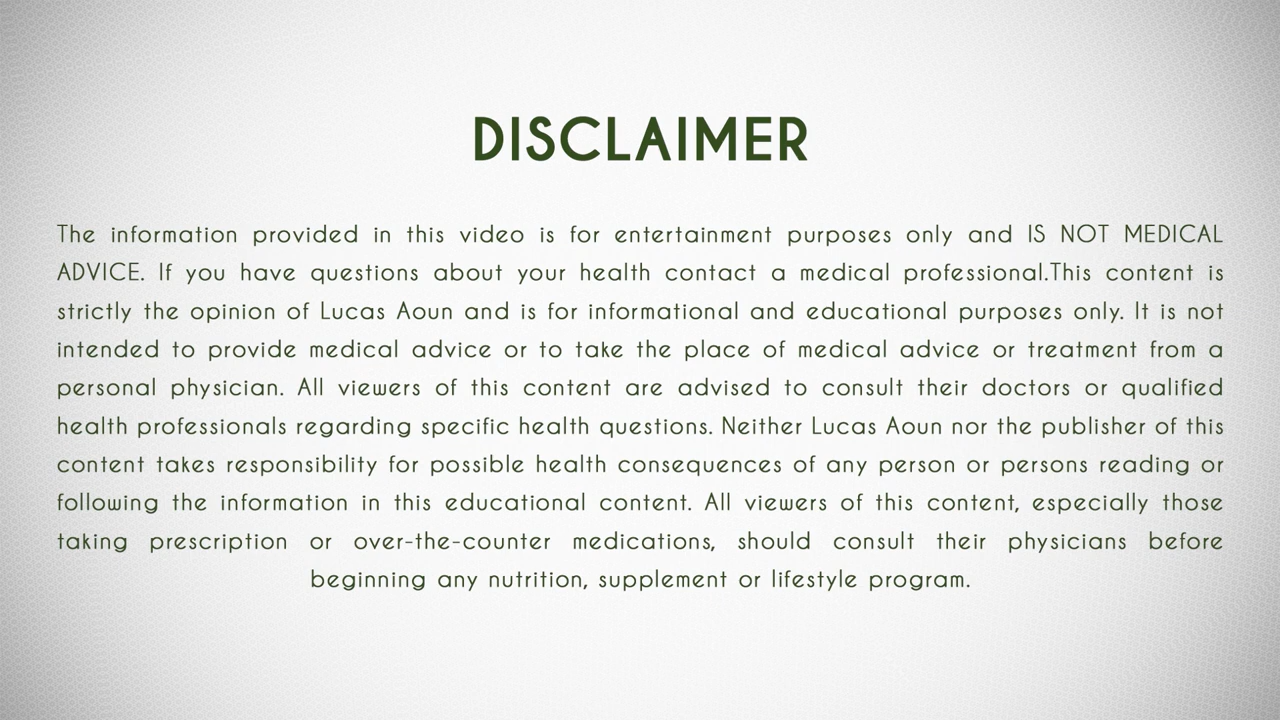 DISCLAIMER
The information provided in this video is for entertainment purposes only and IS NOT MEDICAL
ADVICE. If you have questions about your health contact a medical professional.This content is
strictly the opinion of Lucas Aoun and is for informational and educational purposes only. It is not
intended to provide medical advice or to take the place of medical advice or treatment from a
personal physician. All viewers of this content are advised to consult their doctors or qualified
health professionals regarding specific health questions. Neither Lucas Aoun nor the publisher of this
content takes responsibility for possible health consequences of any person or persons reading or
following the information in this educational content. All viewers of this content, especially those
taking prescription or over-the-counter medications, should consult their physicians before
beginning any nutrition, supplement or lifestyle program.